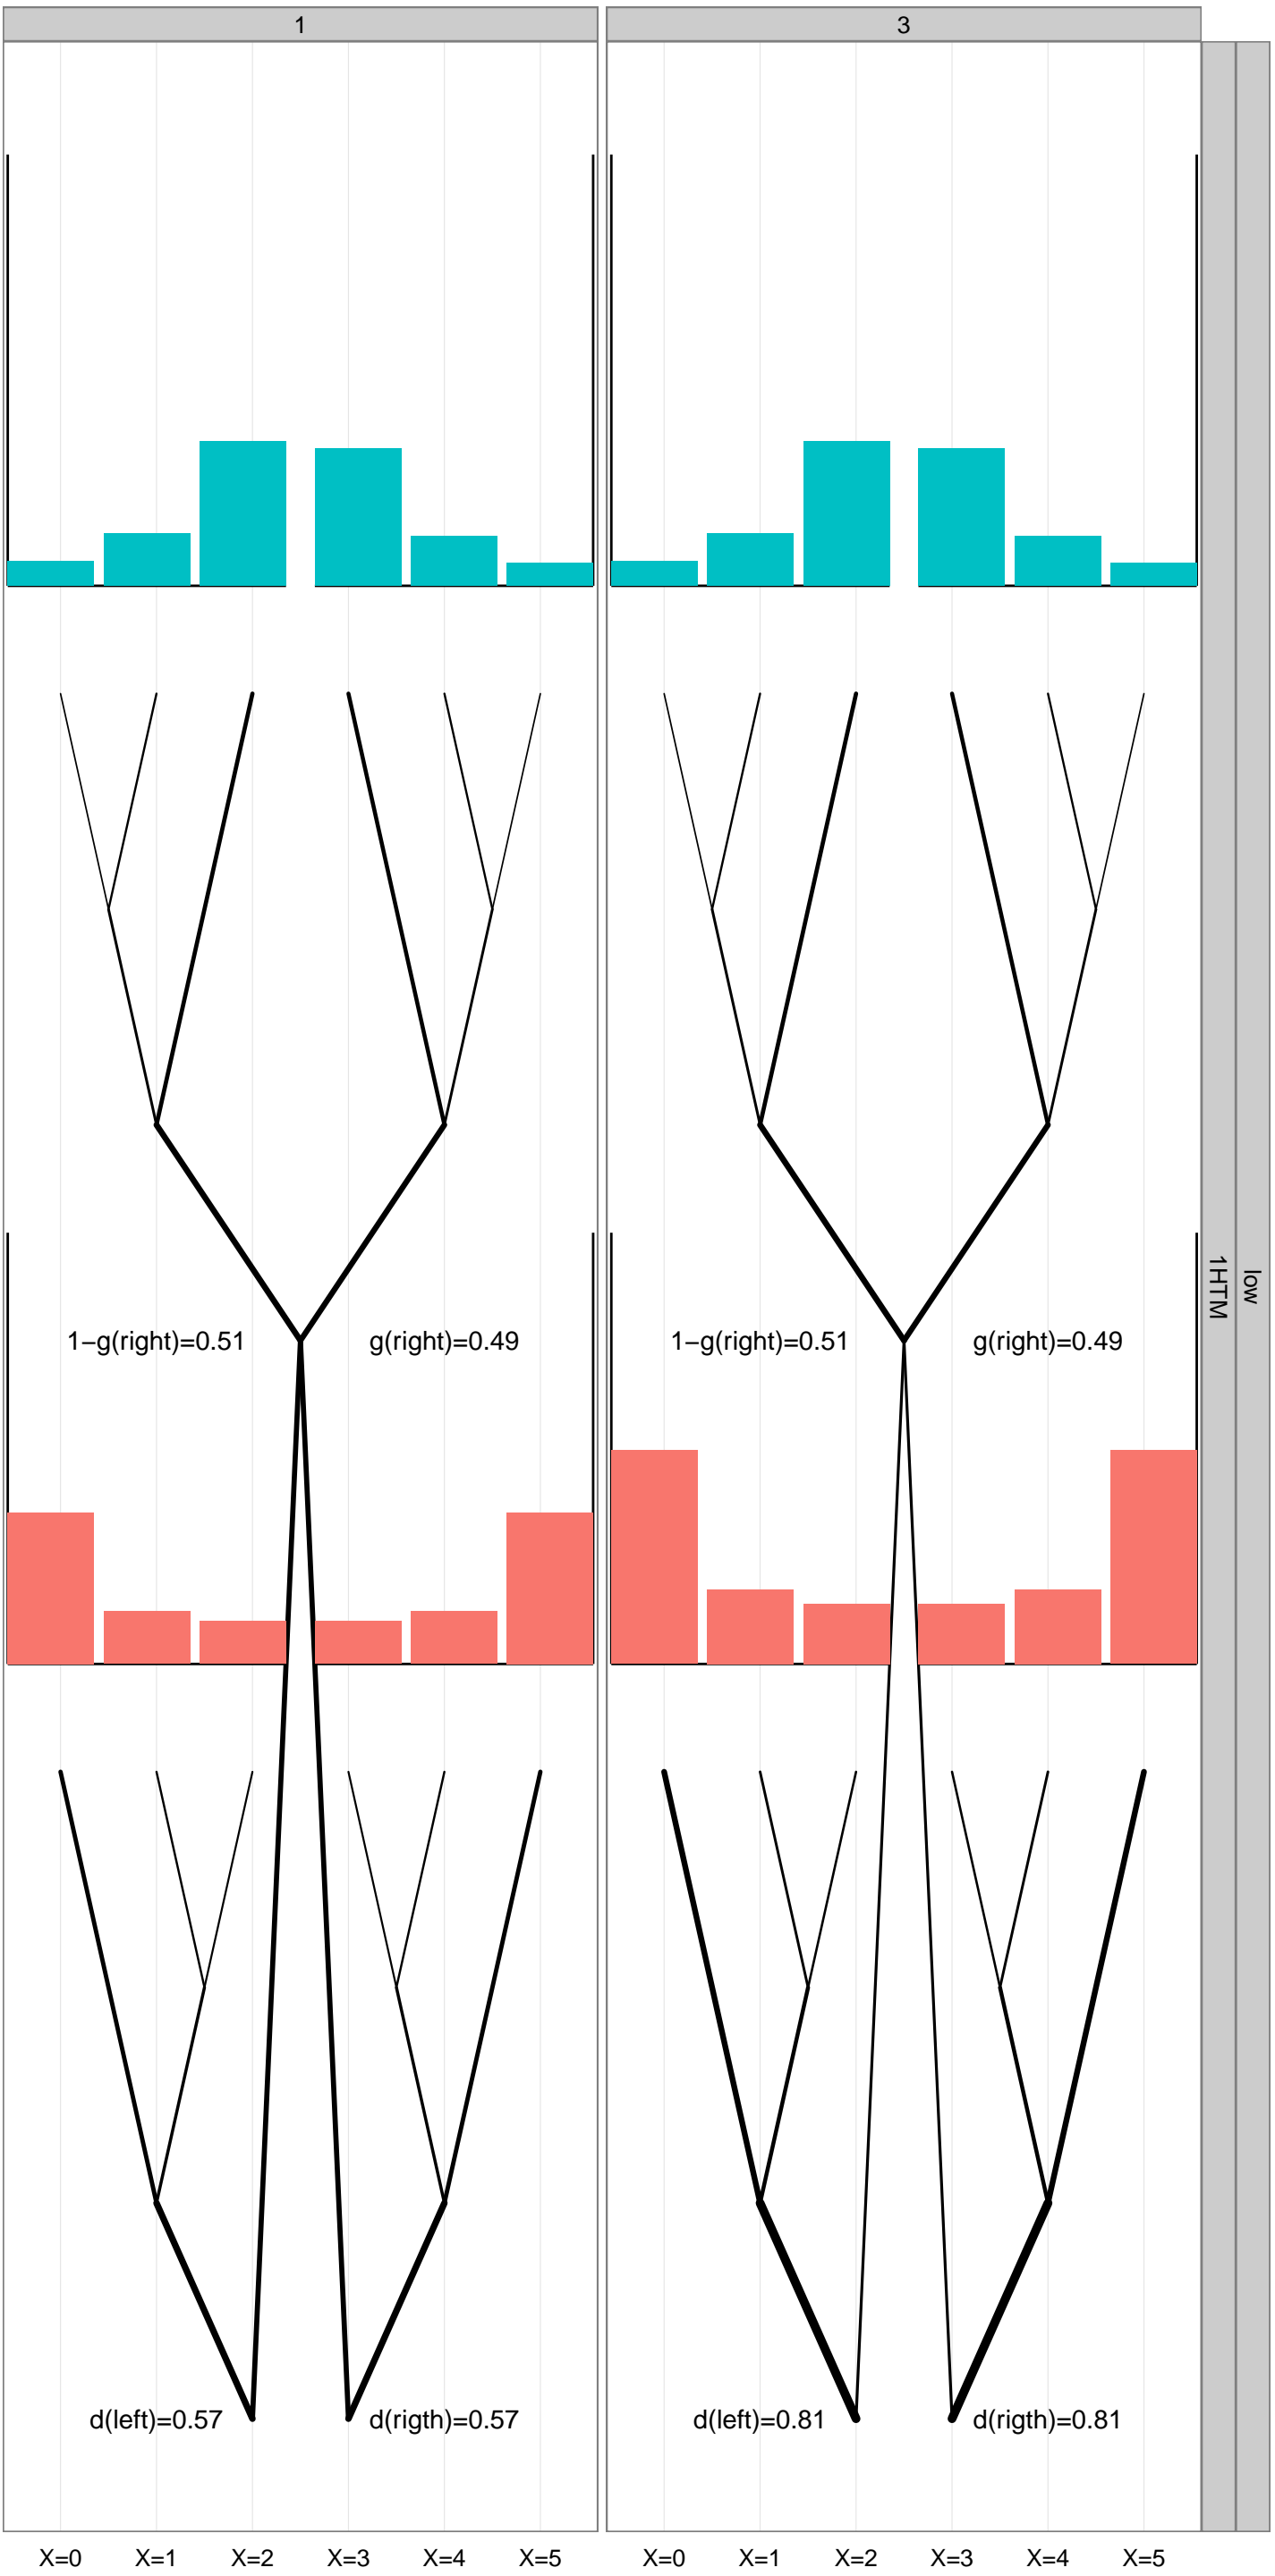 1 3
low
1HTM
1−g(right)=0.51 g(right)=0.49 1−g(right)=0.51 g(right)=0.49
d(left)=0.57 d(rigth)=0.57 d(left)=0.81 d(rigth)=0.81
X=0 X=1 X=2 X=3 X=4 X=5 X=0 X=1 X=2 X=3 X=4 X=5